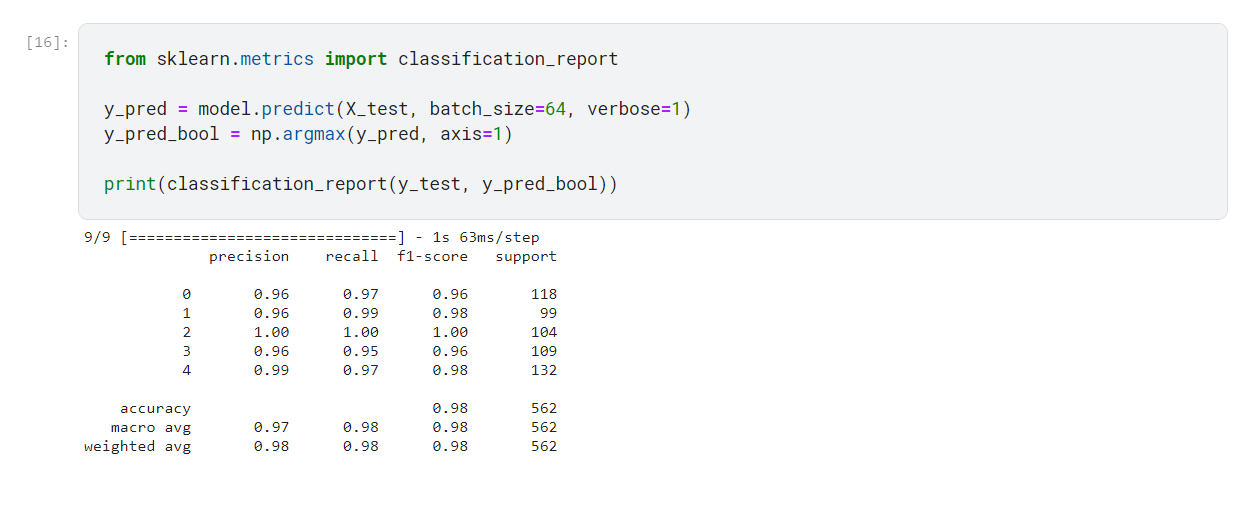 [16]:
from sklearn.metrics import classification_report
y_pred = model.predict(X_test, batch_size=64, verbose=1)
y_pred_bool = np.argmax(y_pred, axis=1)
print(classification_report(y_test, y_pred_bool))
9/9 [==============================] - 1s 63ms/step
precision recall f1-score support
0 0.96 0.97 0.96 118
1 0.96 0.99 0.98 99
2 1.00 1.00 1.00 104
3 0.96 0.95 0.96 109
4 0.99 0.97 0.98 132
accuracy 0.98 562
macro avg 0.97 0.98 0.98 562
weighted avg 0.98 0.98 0.98 562